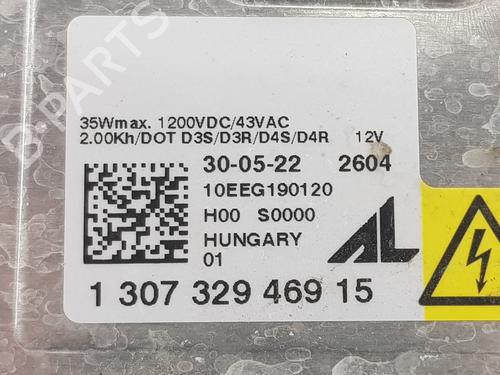 B-PARTS
35Wmax. 1200VDC/43VAC
2.00Kh/DOT D3S/D3R/D4S/D4R 12V
30-05-22 2604
10EEG190120
H00 S0000
HUNGARY
01
AL
1 307 329 469 15